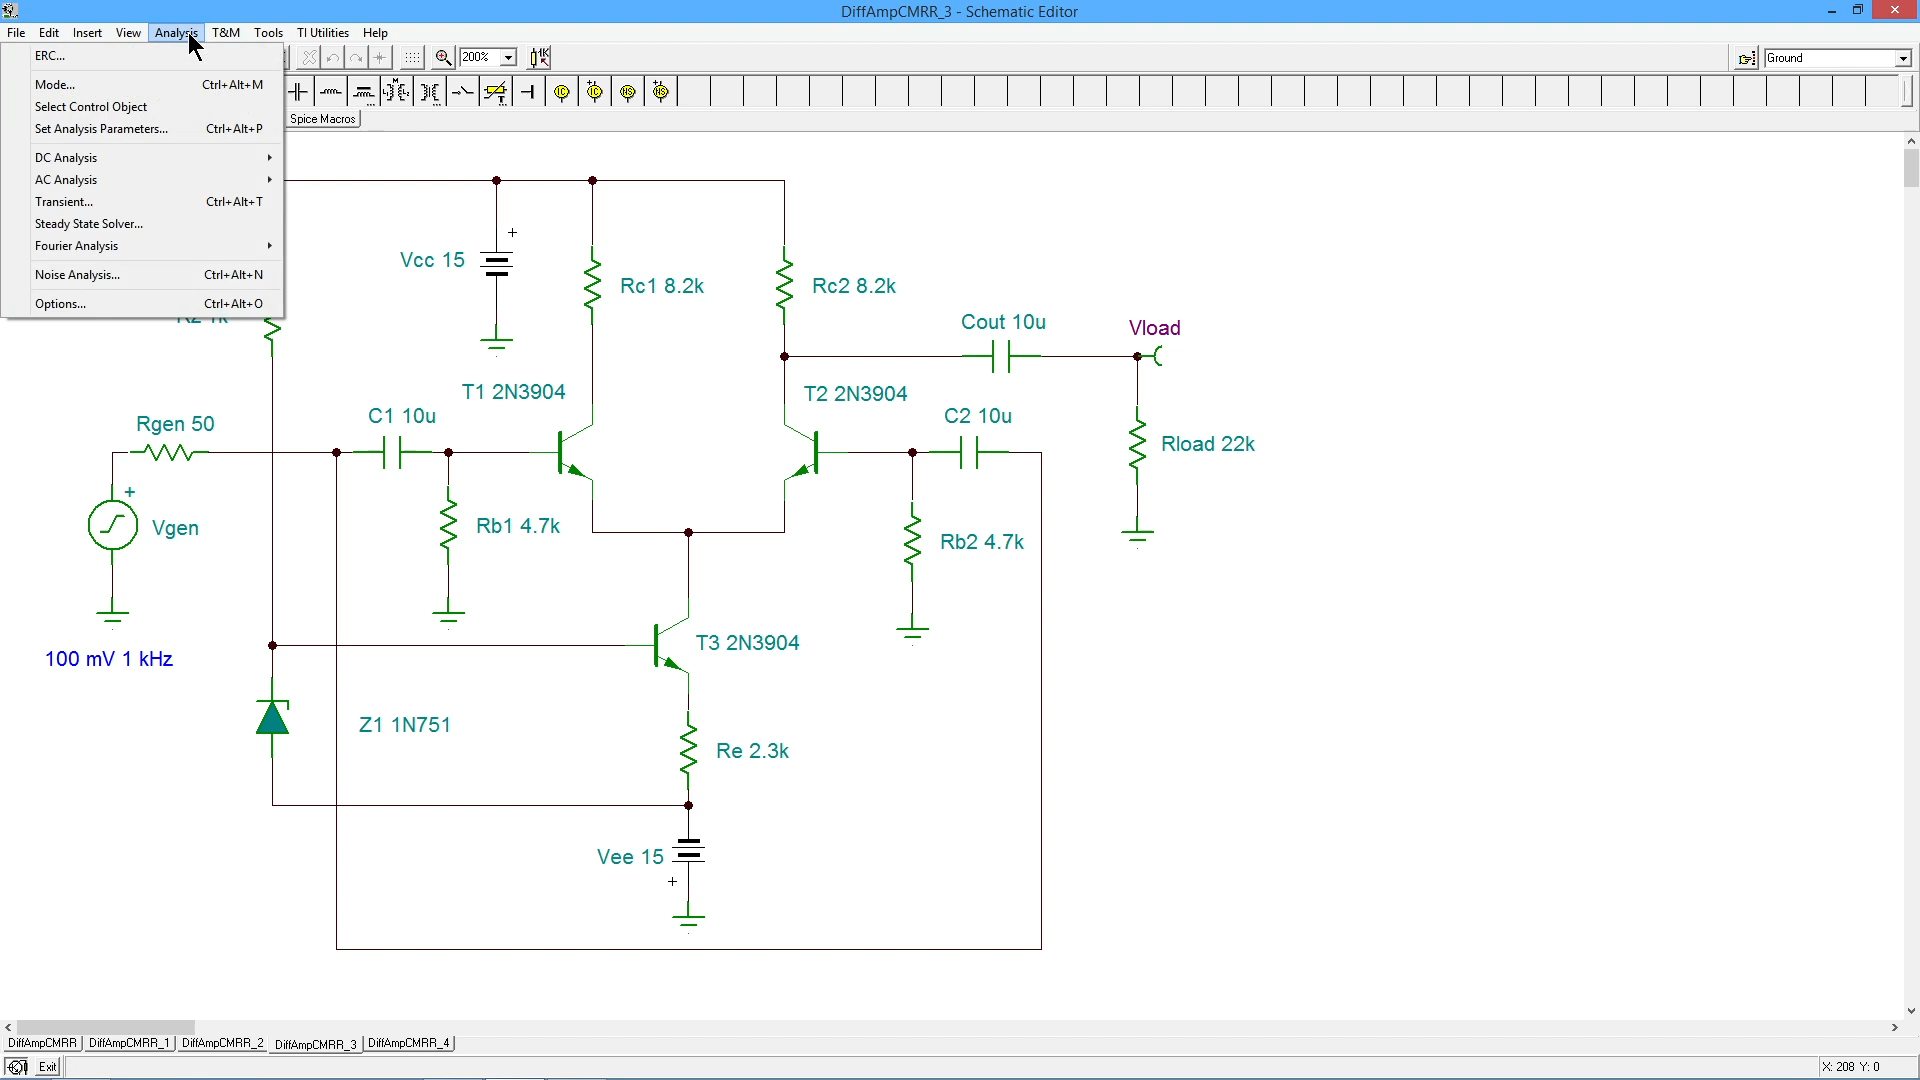 DiffAmpCMRR_3 - Schematic Editor
File Edit Insert View Analysis T&M Tools TI Utilities Help
200% Ground
Spice Macros
ERC...
Mode... Ctrl+Alt+M
Select Control Object
Set Analysis Parameters... Ctrl+Alt+P
DC Analysis
AC Analysis
Transient... Ctrl+Alt+T
Steady State Solver...
Fourier Analysis
Noise Analysis... Ctrl+Alt+N
Options... Ctrl+Alt+O
Vcc 15
+
Rc1 8.2k
Rc2 8.2k
R2 1k
Cout 10u
Vload
T1 2N3904
T2 2N3904
Rgen 50
C1 10u
C2 10u
Rload 22k
+
Vgen
Rb1 4.7k
Rb2 4.7k
100 mV 1 kHz
T3 2N3904
Z1 1N751
Re 2.3k
Vee 15
+
DiffAmpCMRR DiffAmpCMRR_1 DiffAmpCMRR_2 DiffAmpCMRR_3 DiffAmpCMRR_4
Exit
X: 208 Y: 0